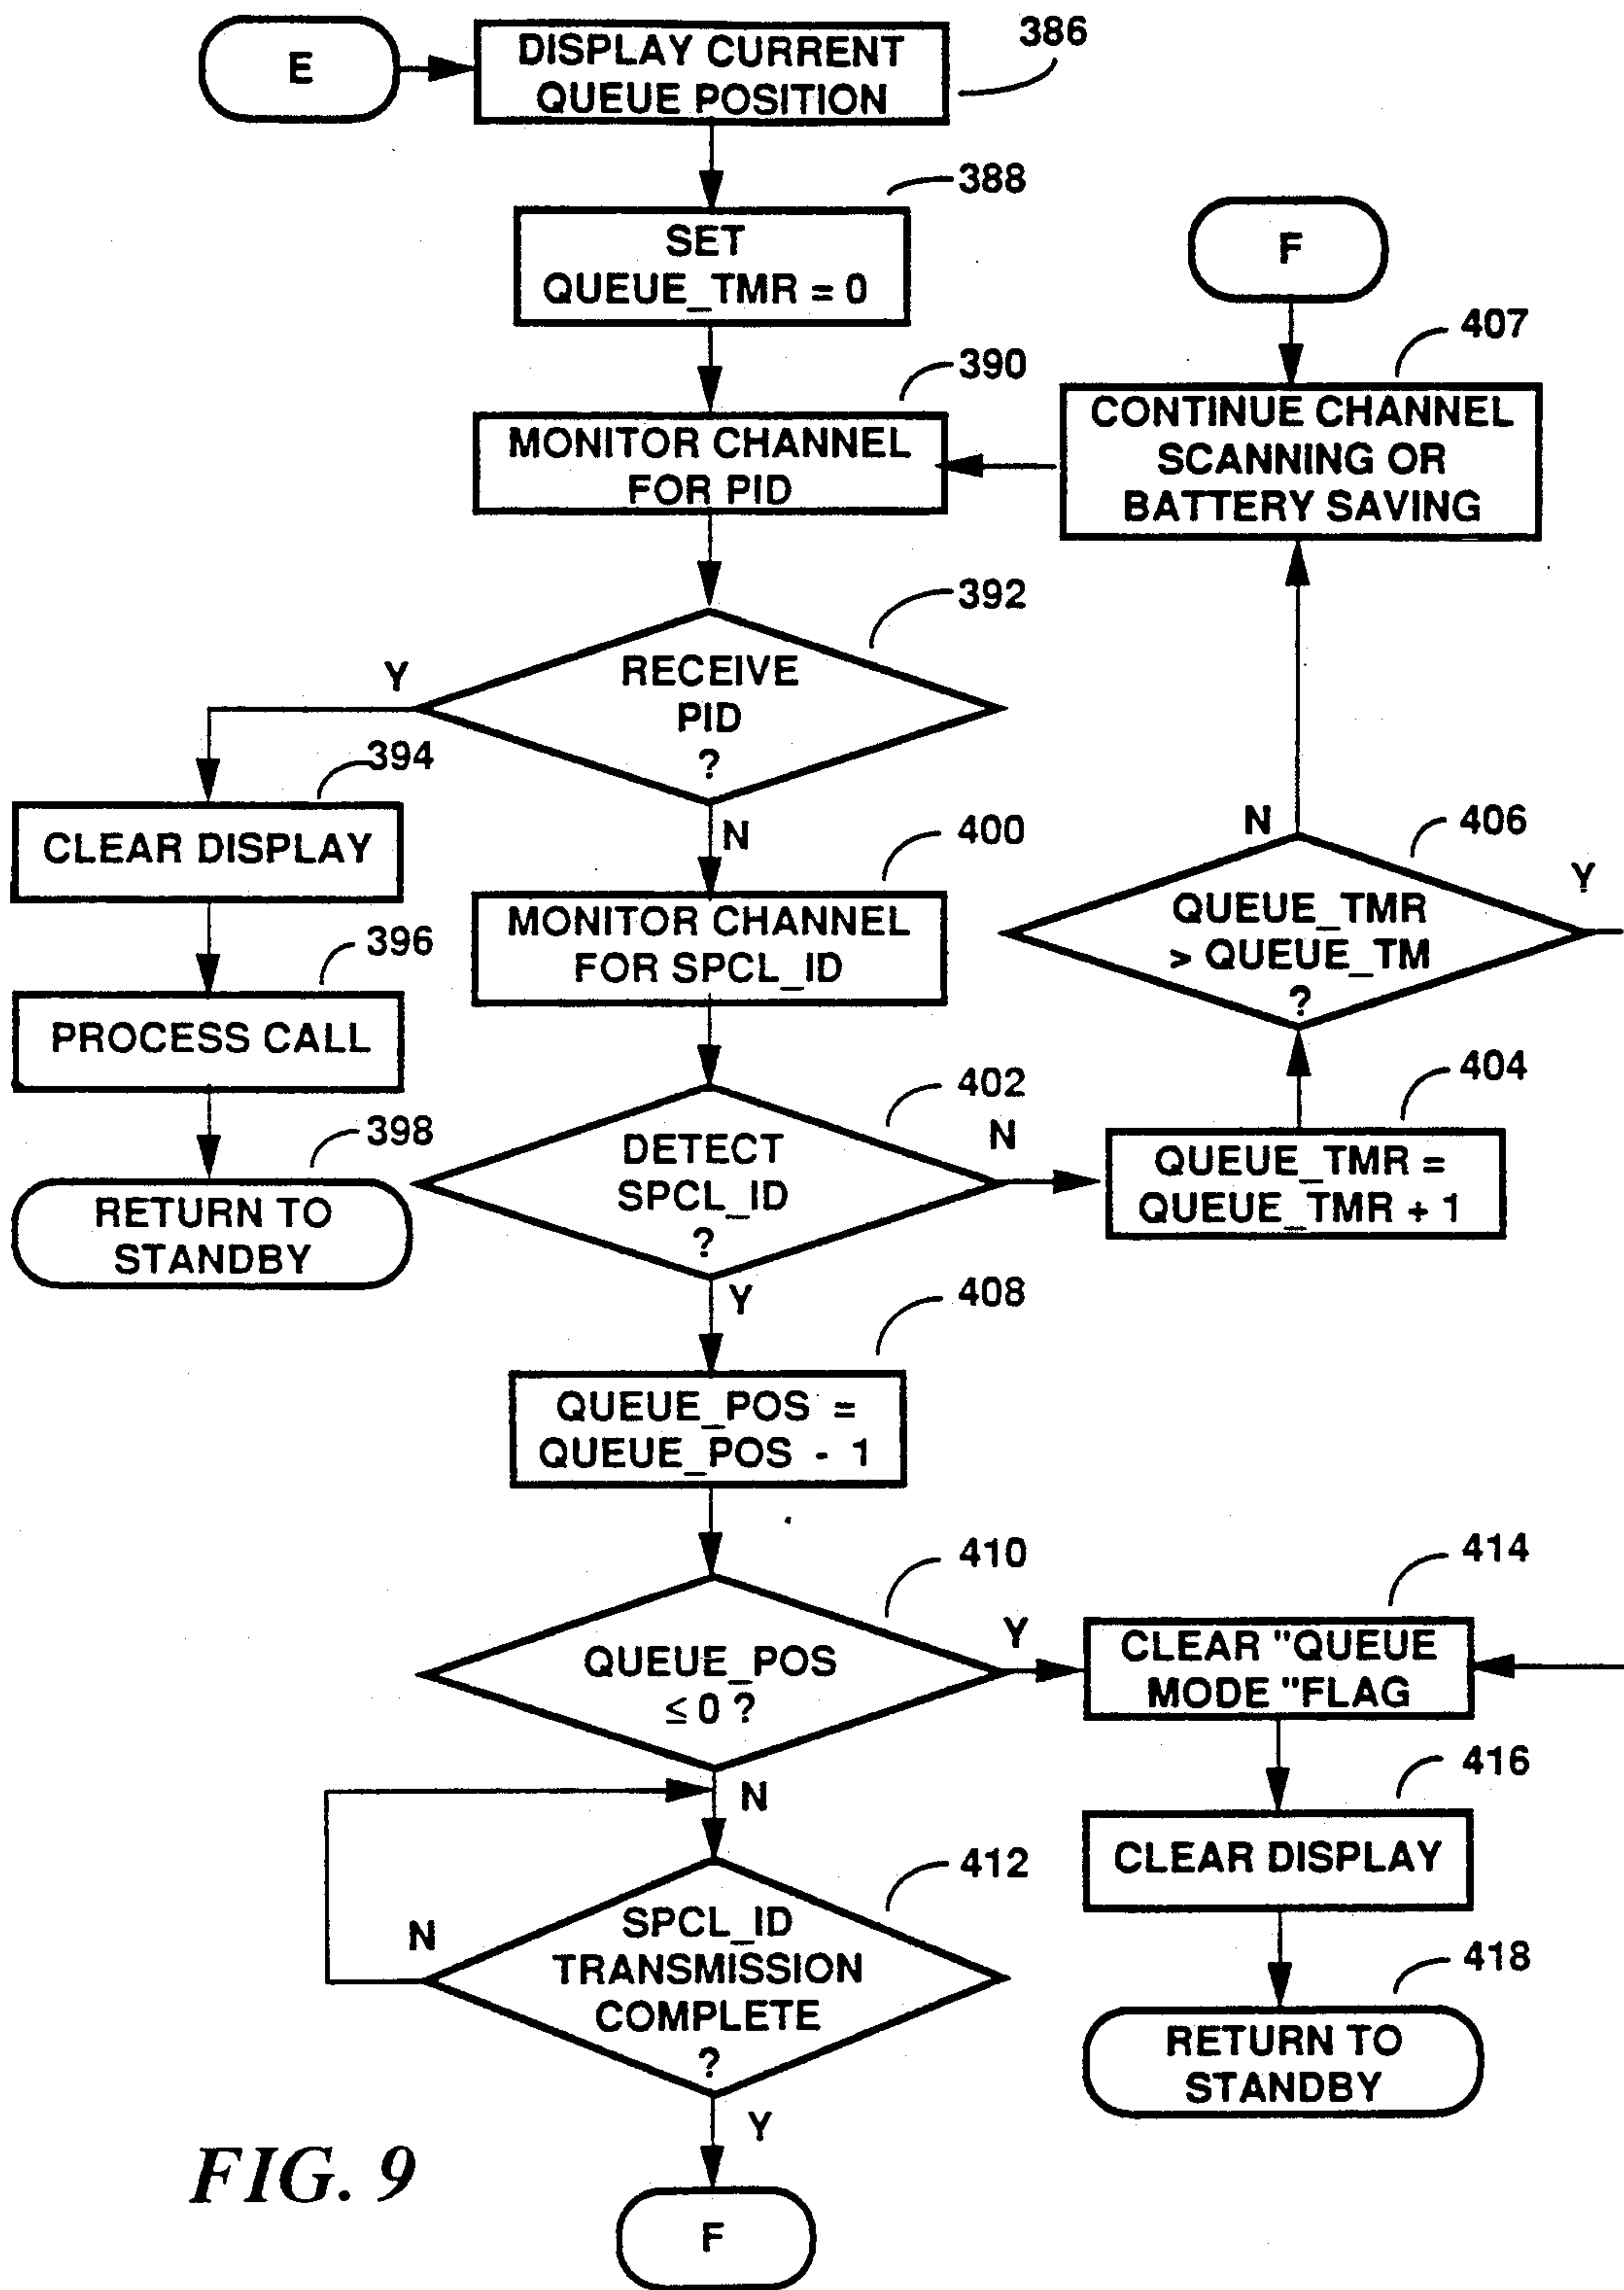 E
DISPLAY CURRENT
QUEUE POSITION
386
388
SET
QUEUE_TMR = 0
F
407
390
MONITOR CHANNEL
FOR PID
CONTINUE CHANNEL
SCANNING OR
BATTERY SAVING
392
RECEIVE
PID
?
Y
N
394
CLEAR DISPLAY
396
PROCESS CALL
398
RETURN TO
STANDBY
400
MONITOR CHANNEL
FOR SPCL_ID
N
406
Y
QUEUE_TMR
> QUEUE_TM
?
402
DETECT
SPCL_ID
?
N
404
QUEUE_TMR =
QUEUE_TMR + 1
Y
408
QUEUE_POS =
QUEUE_POS - 1
410
QUEUE_POS
≤ 0 ?
Y
414
CLEAR "QUEUE
MODE "FLAG
N
416
CLEAR DISPLAY
412
N
SPCL_ID
TRANSMISSION
COMPLETE
?
418
RETURN TO
STANDBY
Y
FIG. 9
F